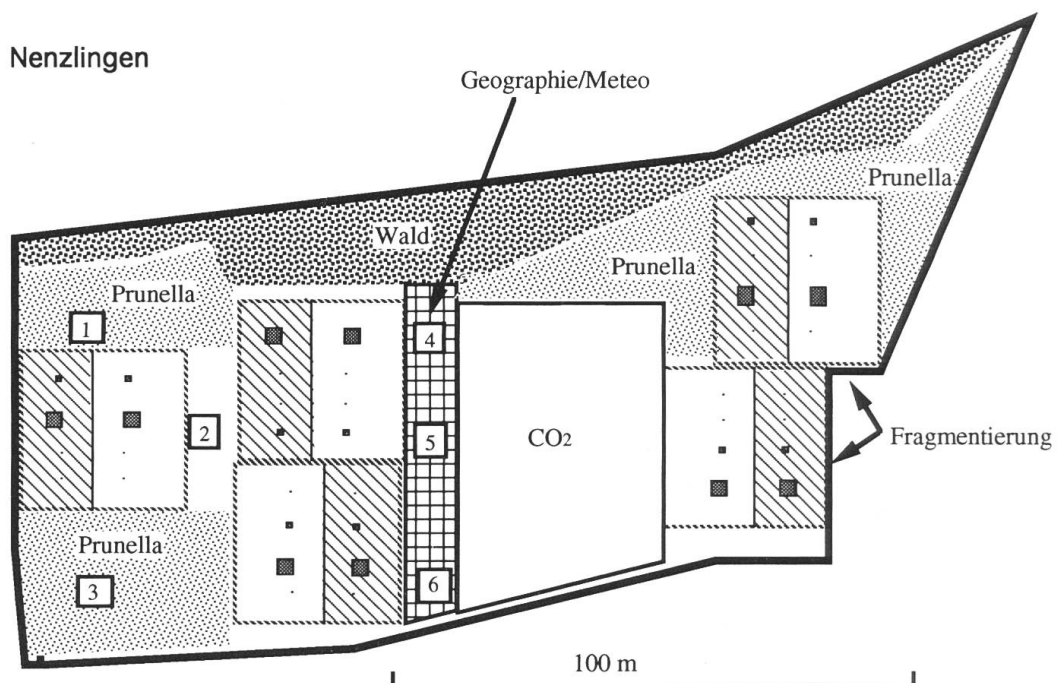 Nenzlingen
Geographie/Meteo
Prunella
Wald
Prunella
Prunella
1
4
2
5
CO2
Fragmentierung
Prunella
3
6
100 m